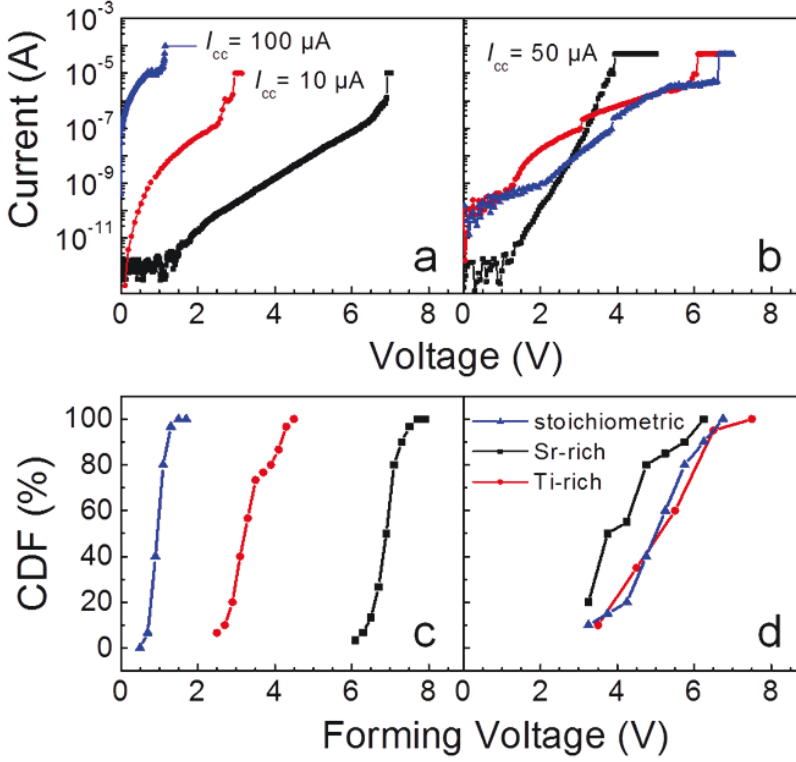 10⁻³
10⁻⁵
10⁻⁷
10⁻⁹
10⁻¹¹
Current (A)
Icc= 100 µA
Icc= 10 µA
a
0 2 4 6 8
Icc= 50 µA
b
0 2 4 6 8
Voltage (V)
100
80
60
40
20
0
CDF (%)
c
0 2 4 6 8
stoichiometric
Sr-rich
Ti-rich
d
2 4 6 8
Forming Voltage (V)